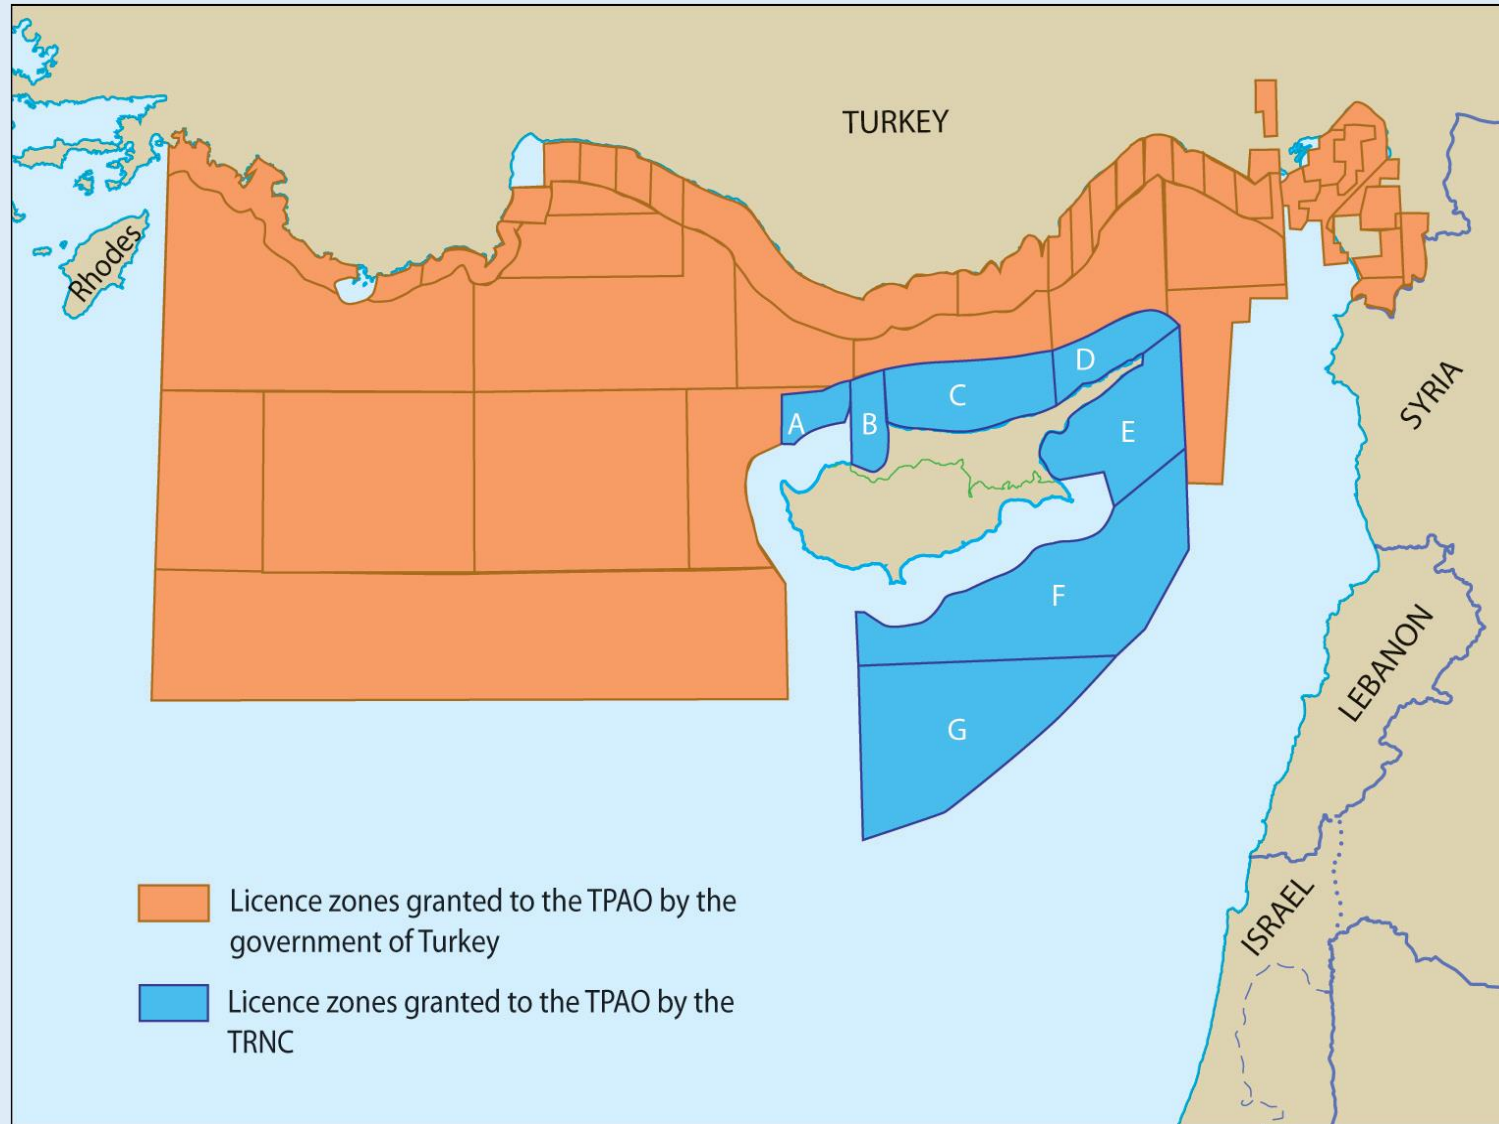 TURKEY
Rhodes
D
C
A
B
E
SYRIA
F
LEBANON
G
ISRAEL
Licence zones granted to the TPAO by the
government of Turkey
Licence zones granted to the TPAO by the
TRNC